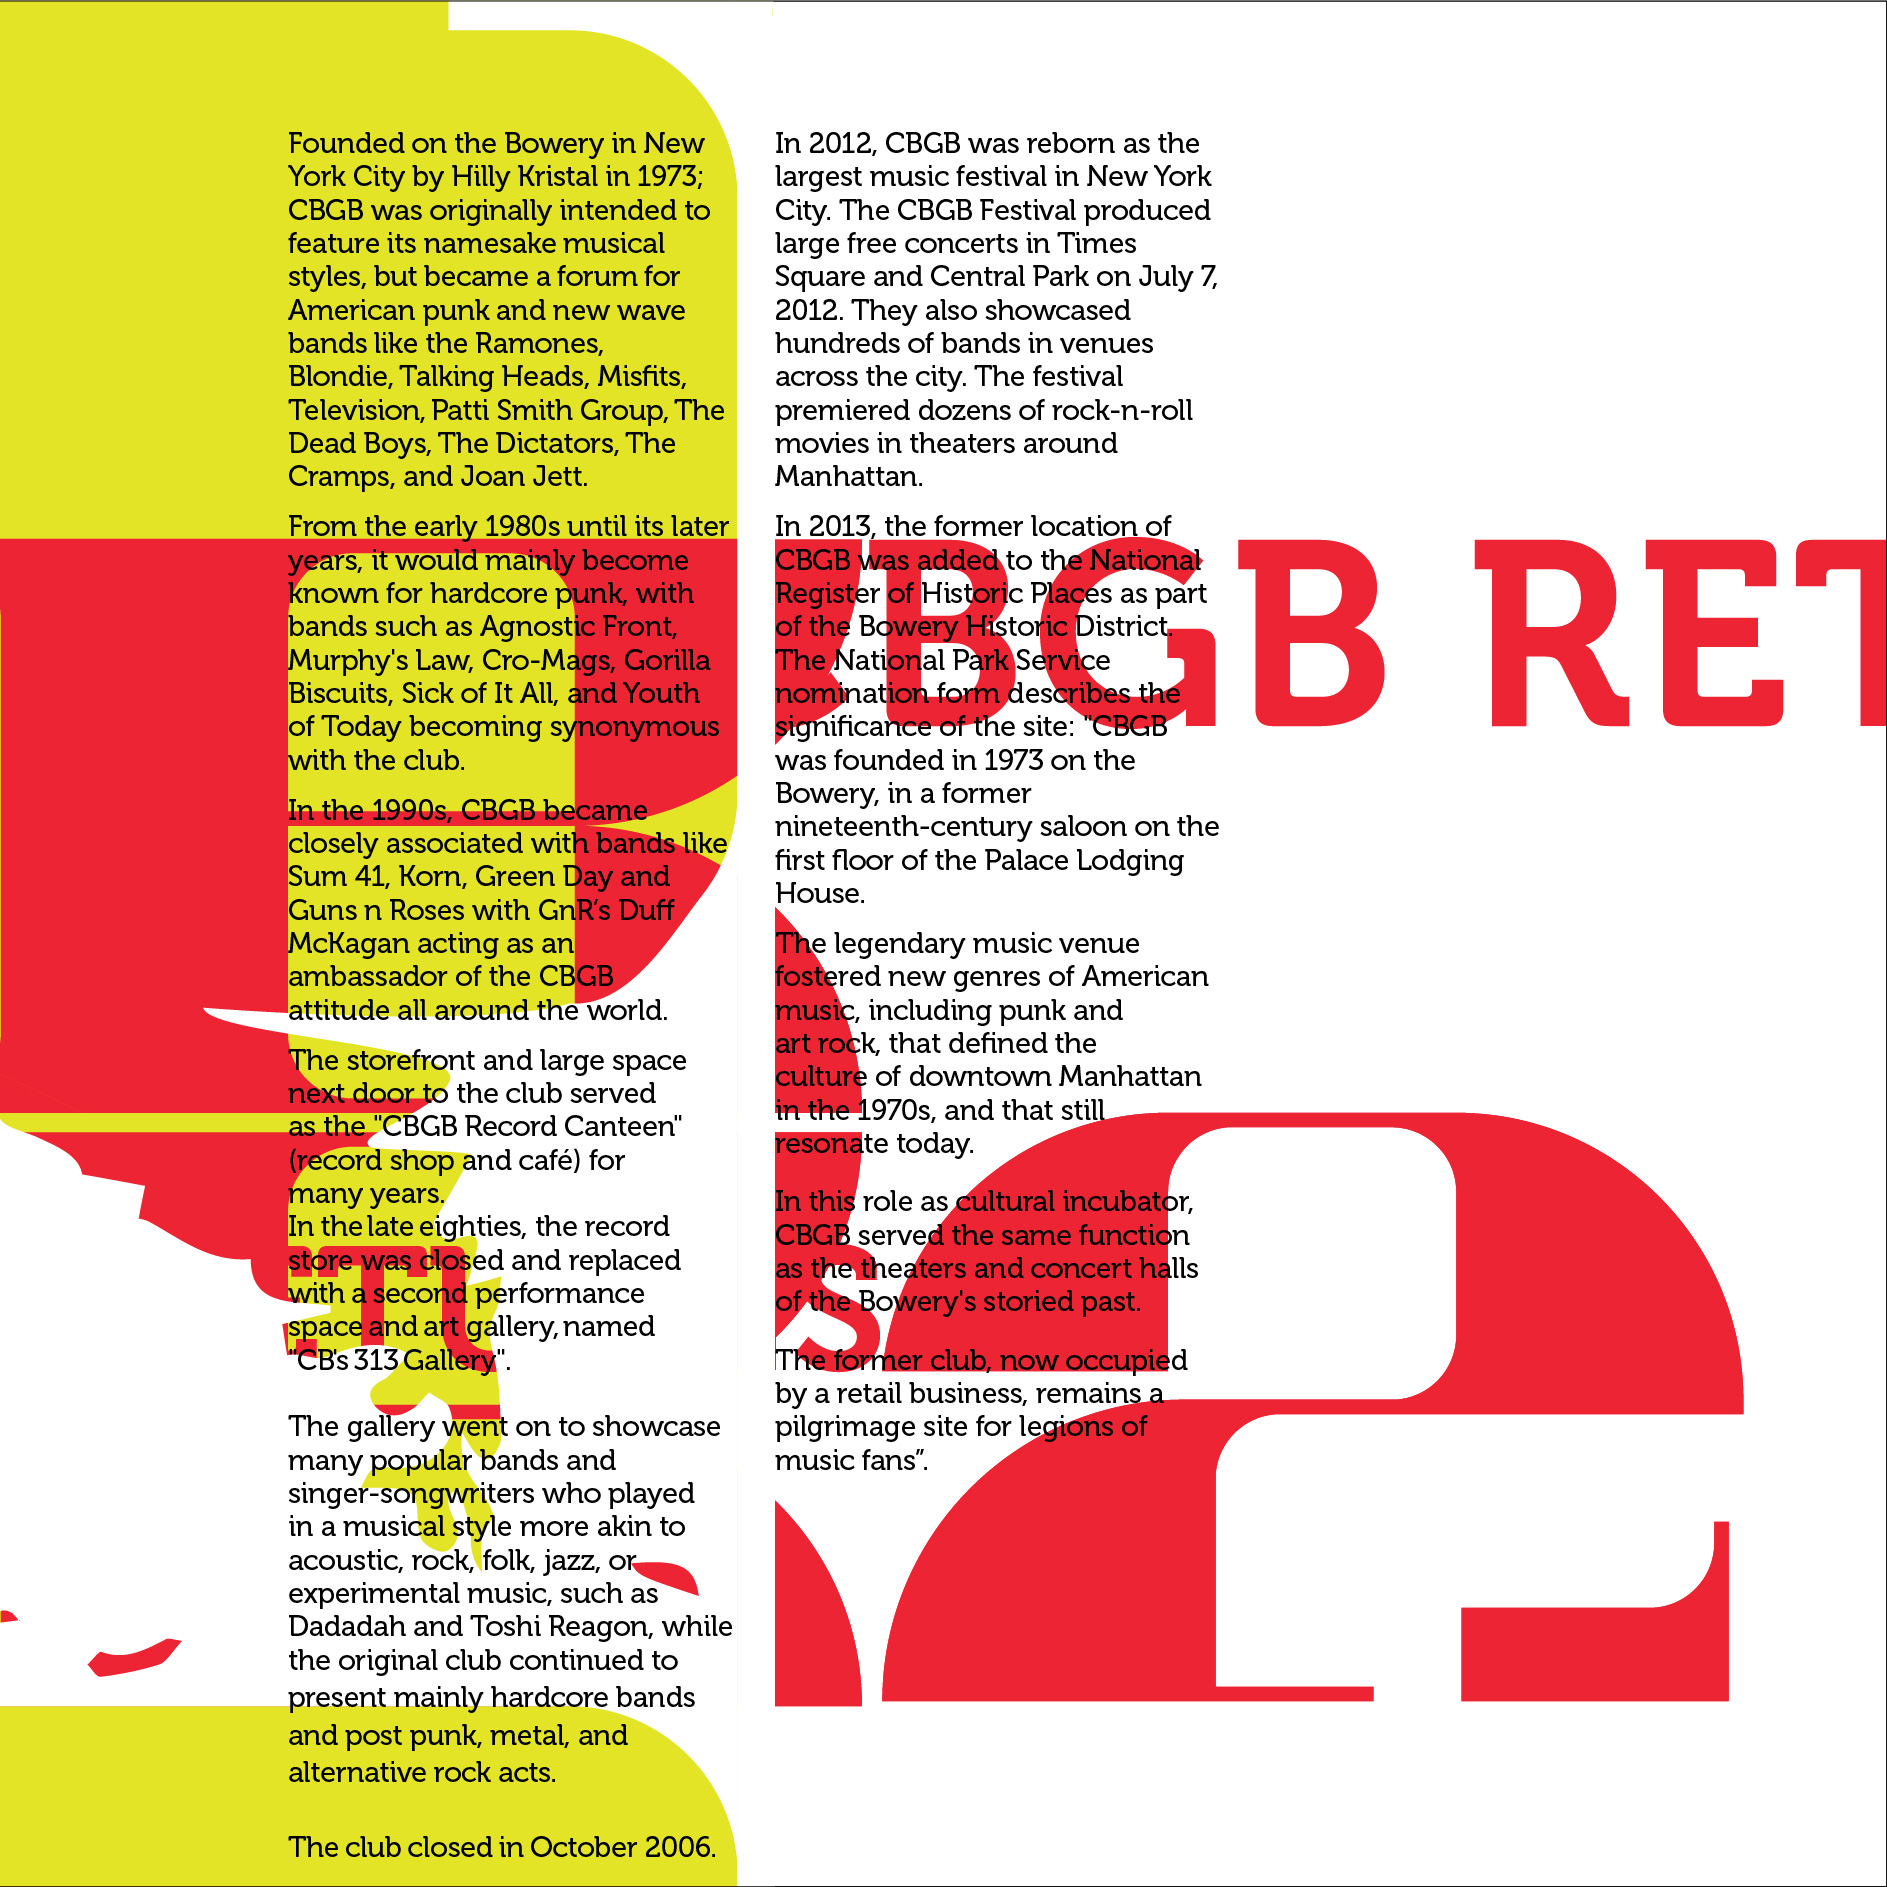 Founded on the Bowery in New
York City by Hilly Kristal in 1973;
CBGB was originally intended to
feature its namesake musical
styles, but became a forum for
American punk and new wave
bands like the Ramones,
Blondie, Talking Heads, Misfits,
Television, Patti Smith Group, The
Dead Boys, The Dictators, The
Cramps, and Joan Jett.
From the early 1980s until its later
years, it would mainly become
known for hardcore punk, with
bands such as Agnostic Front,
Murphy's Law, Cro-Mags, Gorilla
Biscuits, Sick of It All, and Youth
of Today becoming synonymous
with the club.
In the 1990s, CBGB became
closely associated with bands like
Sum 41, Korn, Green Day and
Guns n Roses with GnR’s Duff
McKagan acting as an
ambassador of the CBGB
attitude all around the world.
The storefront and large space
next door to the club served
as the "CBGB Record Canteen"
(record shop and café) for
many years.
In the late eighties, the record
store was closed and replaced
with a second performance
space and art gallery, named
"CB's 313 Gallery".
The gallery went on to showcase
many popular bands and
singer-songwriters who played
in a musical style more akin to
acoustic, rock, folk, jazz, or
experimental music, such as
Dadadah and Toshi Reagon, while
the original club continued to
present mainly hardcore bands
and post punk, metal, and
alternative rock acts.
The club closed in October 2006.
In 2012, CBGB was reborn as the
largest music festival in New York
City. The CBGB Festival produced
large free concerts in Times
Square and Central Park on July 7,
2012. They also showcased
hundreds of bands in venues
across the city. The festival
premiered dozens of rock-n-roll
movies in theaters around
Manhattan.
In 2013, the former location of
CBGB was added to the National
Register of Historic Places as part
of the Bowery Historic District.
The National Park Service
nomination form describes the
significance of the site: "CBGB
was founded in 1973 on the
Bowery, in a former
nineteenth-century saloon on the
first floor of the Palace Lodging
House.
The legendary music venue
fostered new genres of American
music, including punk and
art rock, that defined the
culture of downtown Manhattan
in the 1970s, and that still
resonate today.
In this role as cultural incubator,
CBGB served the same function
as the theaters and concert halls
of the Bowery's storied past.
The former club, now occupied
by a retail business, remains a
pilgrimage site for legions of
music fans”.
BGB RET